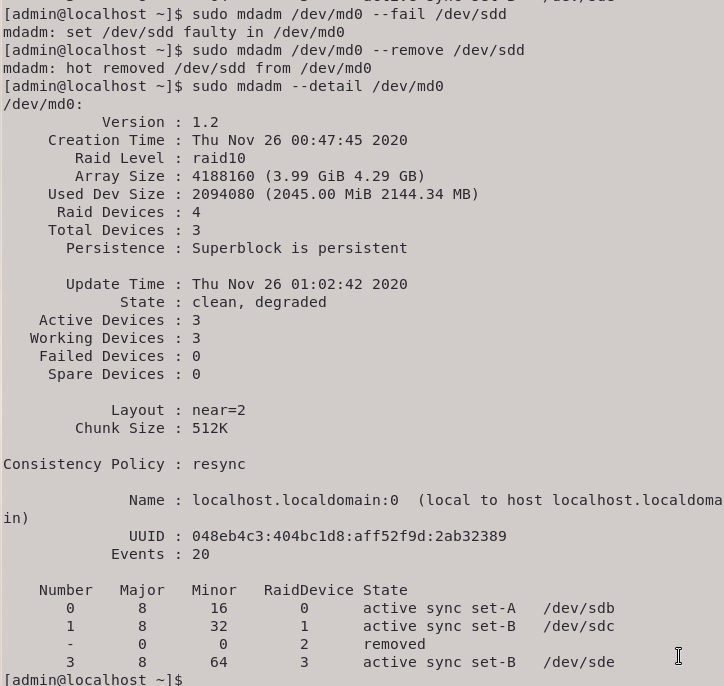 [admin@localhost ~]$ sudo mdadm /dev/md0 --fail /dev/sdd
mdadm: set /dev/sdd faulty in /dev/md0
[admin@localhost ~]$ sudo mdadm /dev/md0 --remove /dev/sdd
mdadm: hot removed /dev/sdd from /dev/md0
[admin@localhost ~]$ sudo mdadm --detail /dev/md0
/dev/md0:
Version : 1.2
Creation Time : Thu Nov 26 00:47:45 2020
Raid Level : raid10
Array Size : 4188160 (3.99 GiB 4.29 GB)
Used Dev Size : 2094080 (2045.00 MiB 2144.34 MB)
Raid Devices : 4
Total Devices : 3
Persistence : Superblock is persistent
Update Time : Thu Nov 26 01:02:42 2020
State : clean, degraded
Active Devices : 3
Working Devices : 3
Failed Devices : 0
Spare Devices : 0
Layout : near=2
Chunk Size : 512K
Consistency Policy : resync
Name : localhost.localdomain:0  (local to host localhost.localdoma
in)
UUID : 048eb4c3:404bc1d8:aff52f9d:2ab32389
Events : 20
Number   Major   Minor   RaidDevice State
0       8       16        0      active sync set-A   /dev/sdb
1       8       32        1      active sync set-B   /dev/sdc
-       0        0        2      removed
3       8       64        3      active sync set-B   /dev/sde
[admin@localhost ~]$